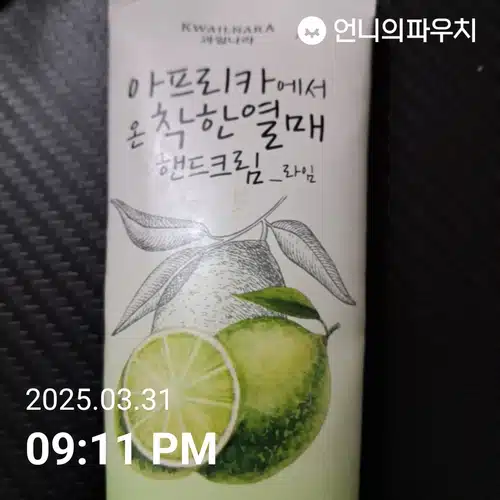 KWAILNARA
과일나라
언니의파우치
아프리카에서
온 착한열매
핸드크림_라임
2025.03.31
09:11 PM